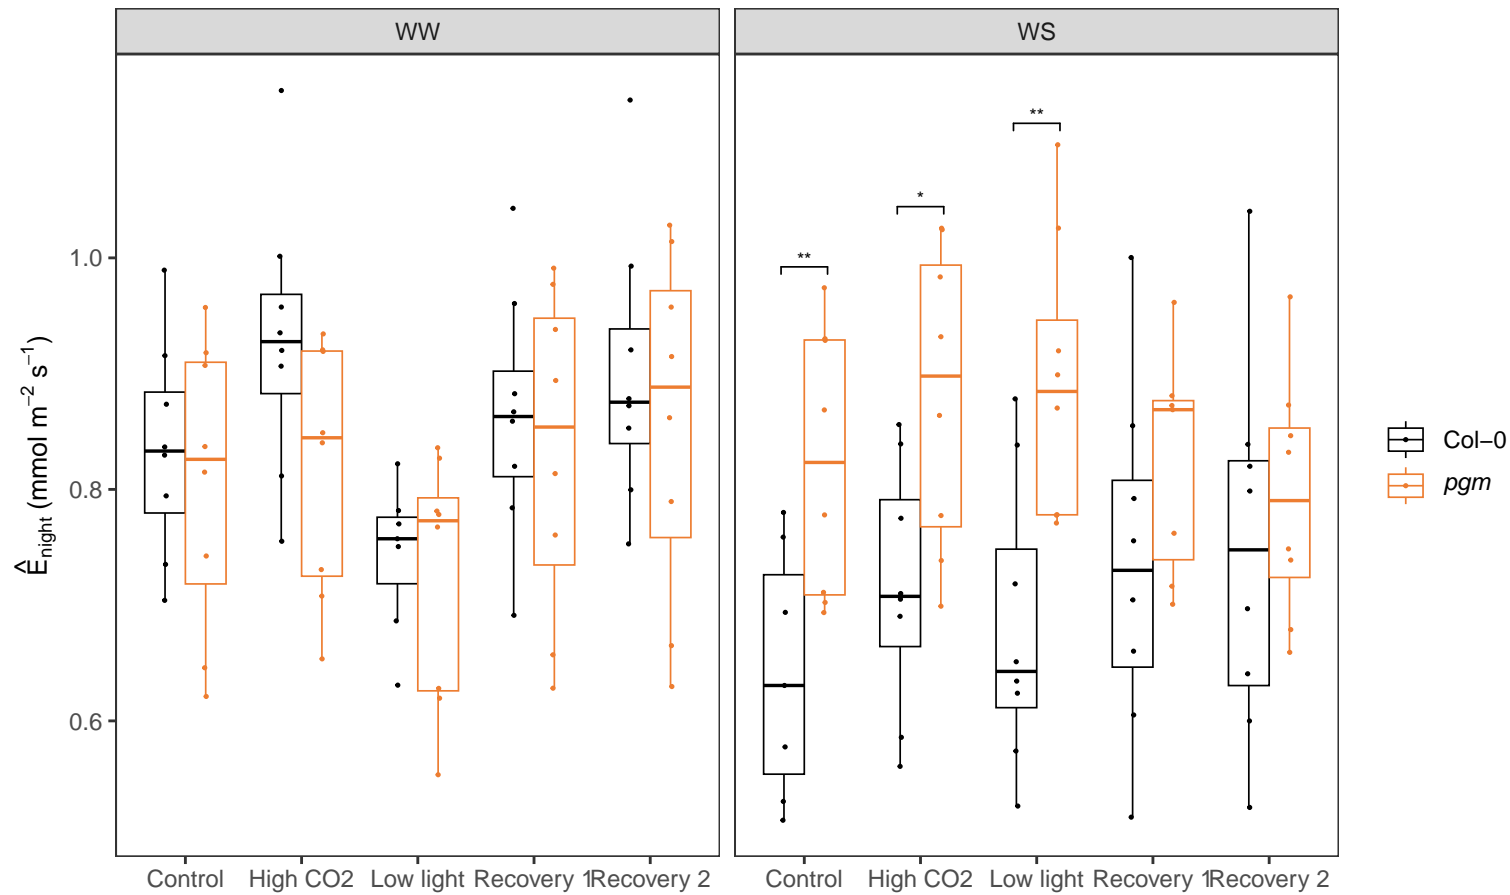 WW
WS
**
*
**
1.0
0.8
0.6
Ê_night (mmol m⁻² s⁻¹)
Control High CO2 Low light Recovery 1 Recovery 2
Control High CO2 Low light Recovery 1 Recovery 2
Col−0
pgm